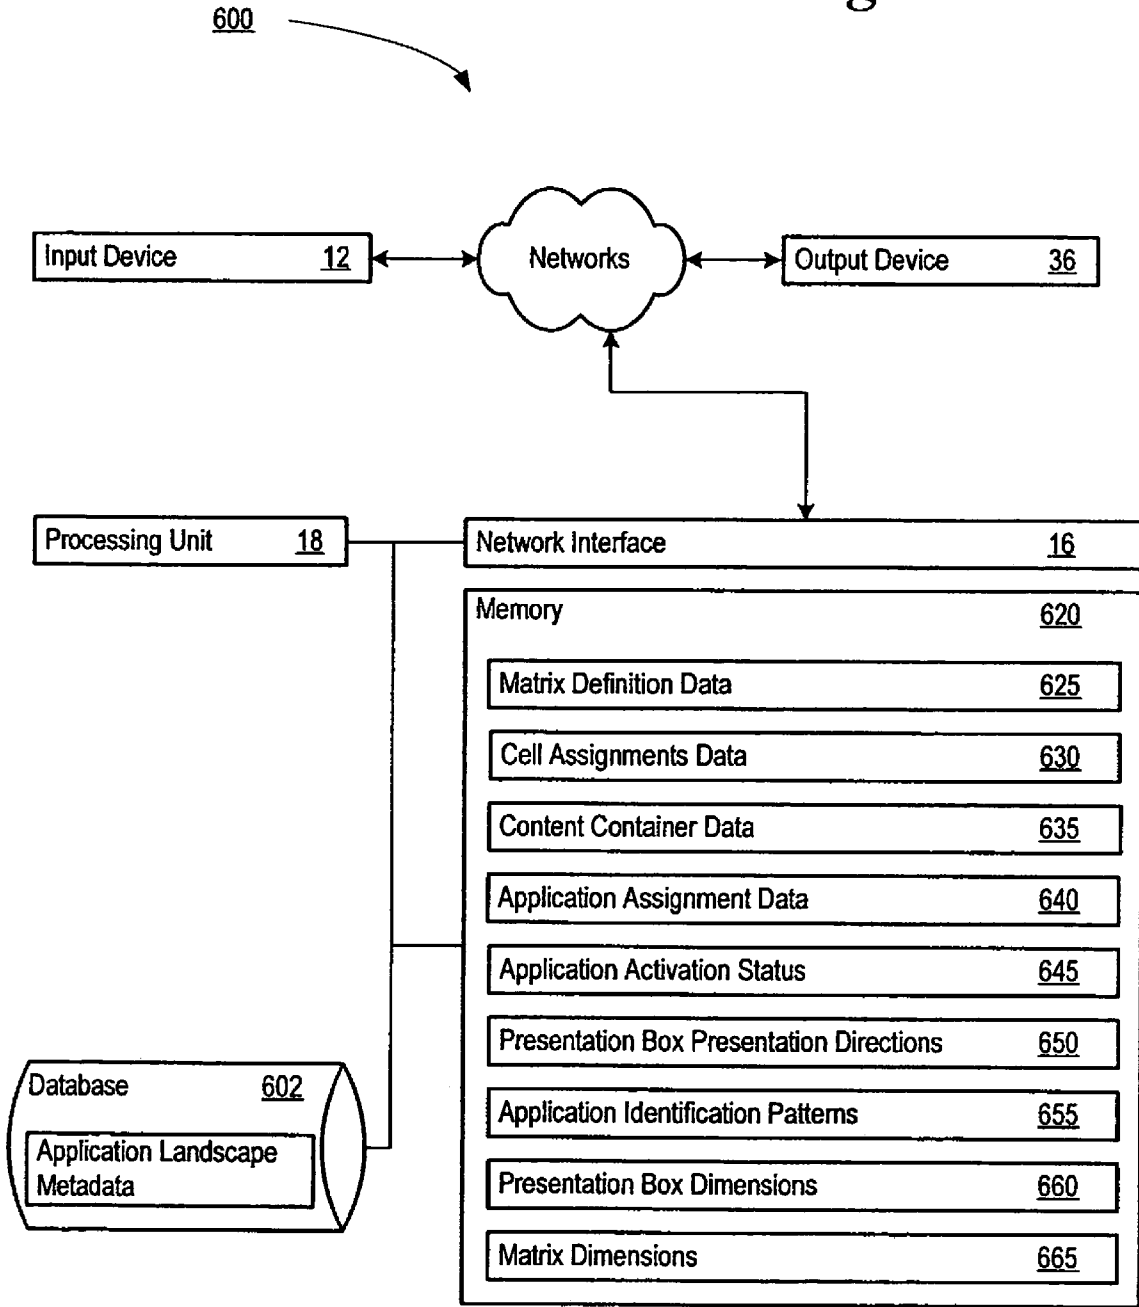 600
Input Device 12
Networks
Output Device 36
Processing Unit 18
Network Interface 16
Memory 620
Matrix Definition Data 625
Cell Assignments Data 630
Content Container Data 635
Application Assignment Data 640
Application Activation Status 645
Presentation Box Presentation Directions 650
Application Identification Patterns 655
Presentation Box Dimensions 660
Matrix Dimensions 665
Database 602
Application Landscape
Metadata